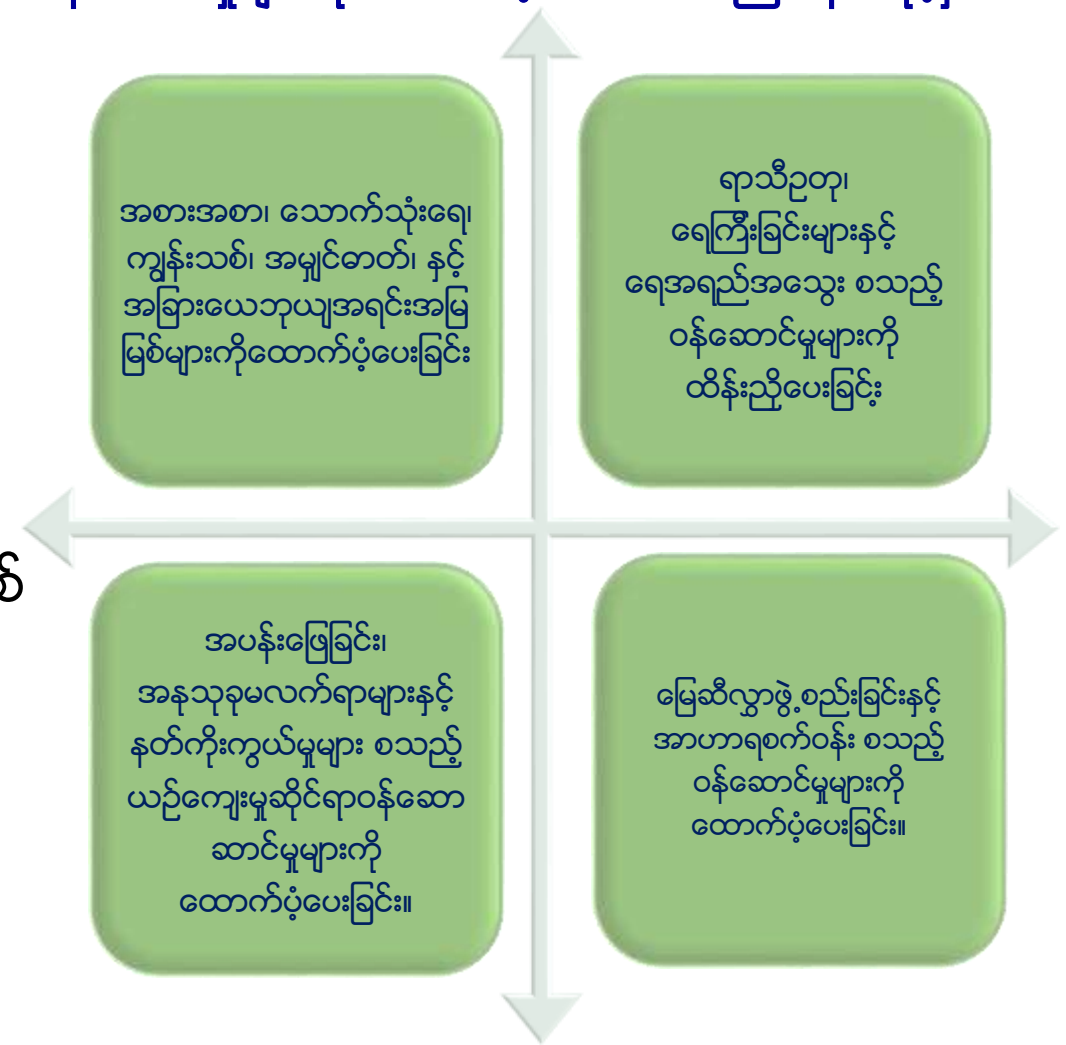 အစားအစာ၊ သောက်သုံးရေ၊
ကျွန်းသစ်၊ အမျှင်ဓာတ်၊ နှင့်
အခြားယေဘုယျအရင်းအမြ
မြစ်များကိုထောက်ပံ့ပေးခြင်း
ရာသီဥတု၊
ရေကြီးခြင်းများနှင့်
ရေအရည်အသွေး စသည့်
ဝန်ဆောင်မှုများကို
ထိန်းညှိပေးခြင့်း
အပန်းဖြေခြင်း၊
အနုသုခုမလက်ရာများနှင့်
နတ်ကိုးကွယ်မှုများ စသည့်
ယဉ်ကျေးမှုဆိုင်ရာဝန်ဆော
ဆာင်မှုများကို
ထောက်ပံ့ပေးခြင်း။
မြေဆီလွှာဖွဲ့စည်းခြင်းနှင့်
အာဟာရစက်ဝန်း စသည့်
ဝန်ဆောင်မှုများကို
ထောက်ပံ့ပေးခြင်း။